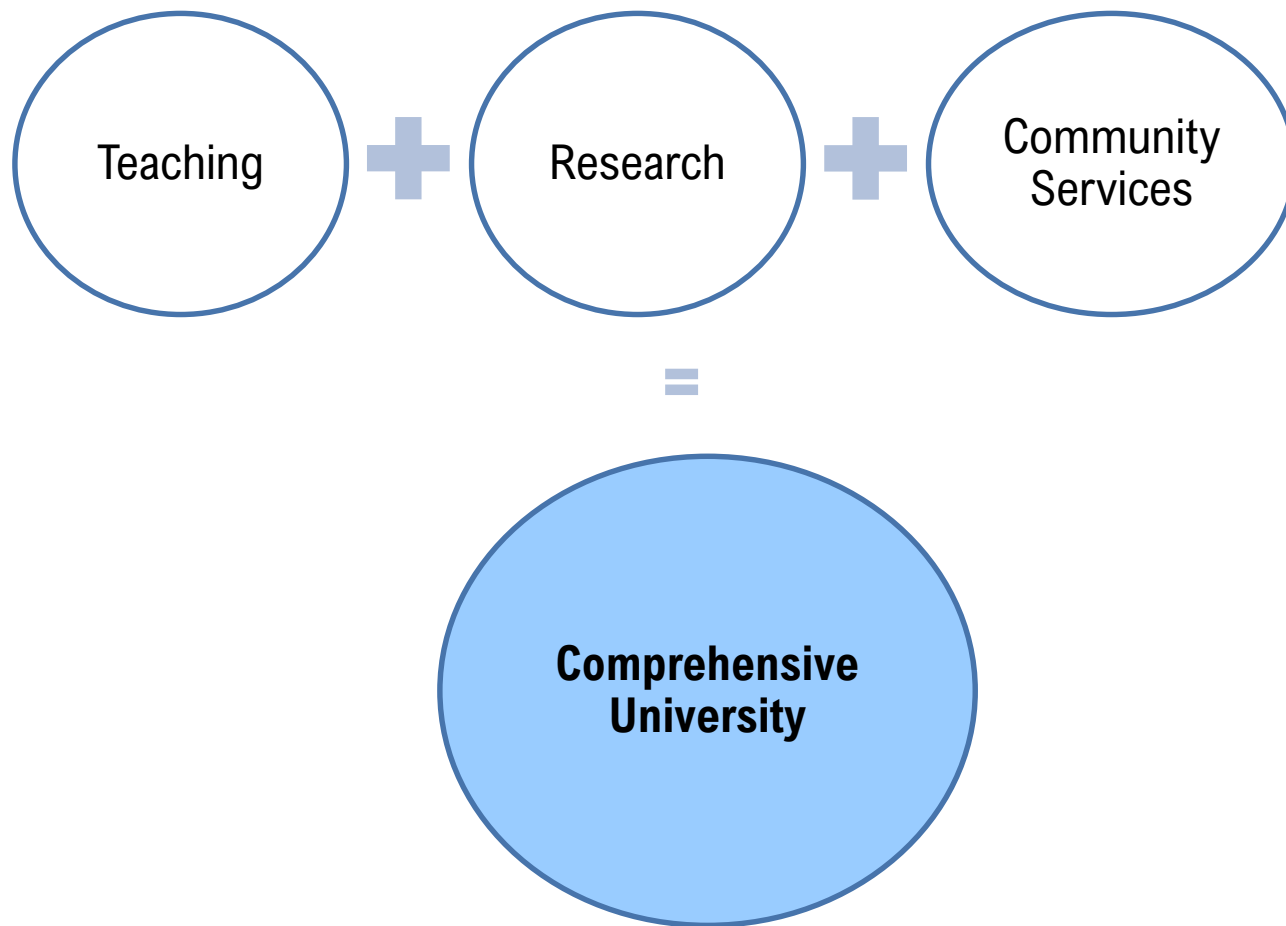 Teaching
Research
Community
Services
=
Comprehensive
University